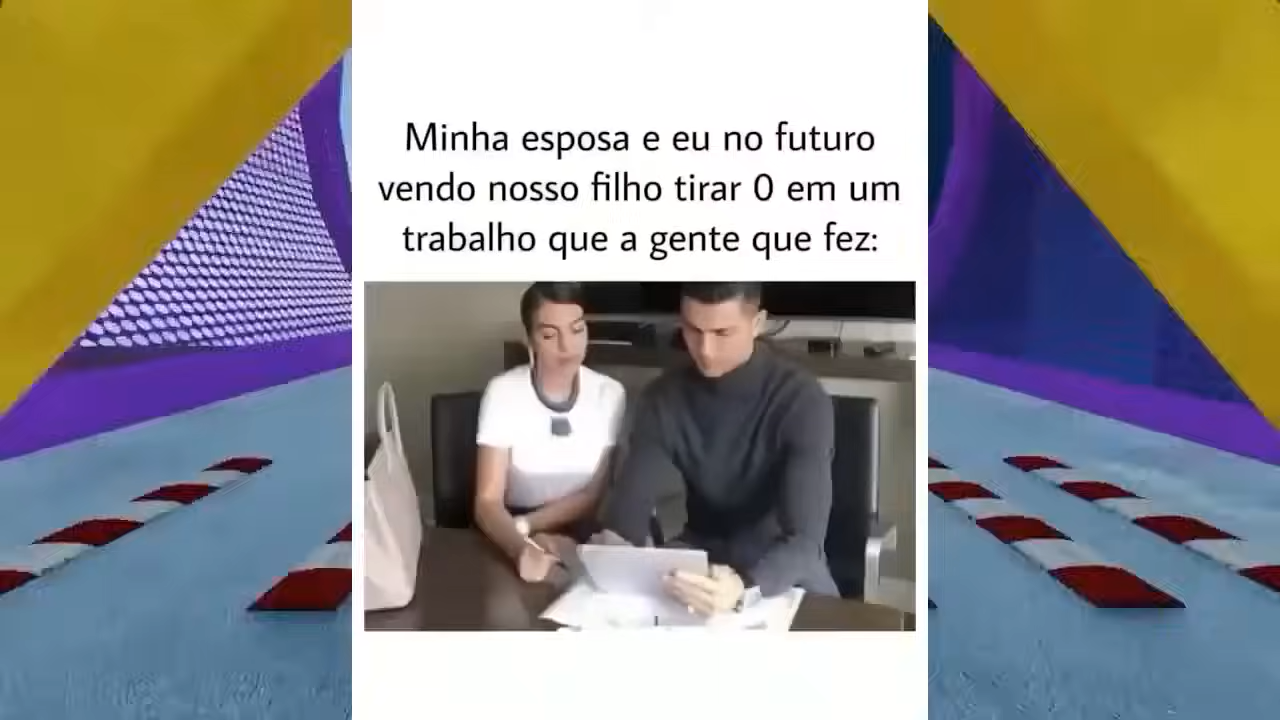 Minha esposa e eu no futuro
vendo nosso filho tirar 0 em um
trabalho que a gente que fez: